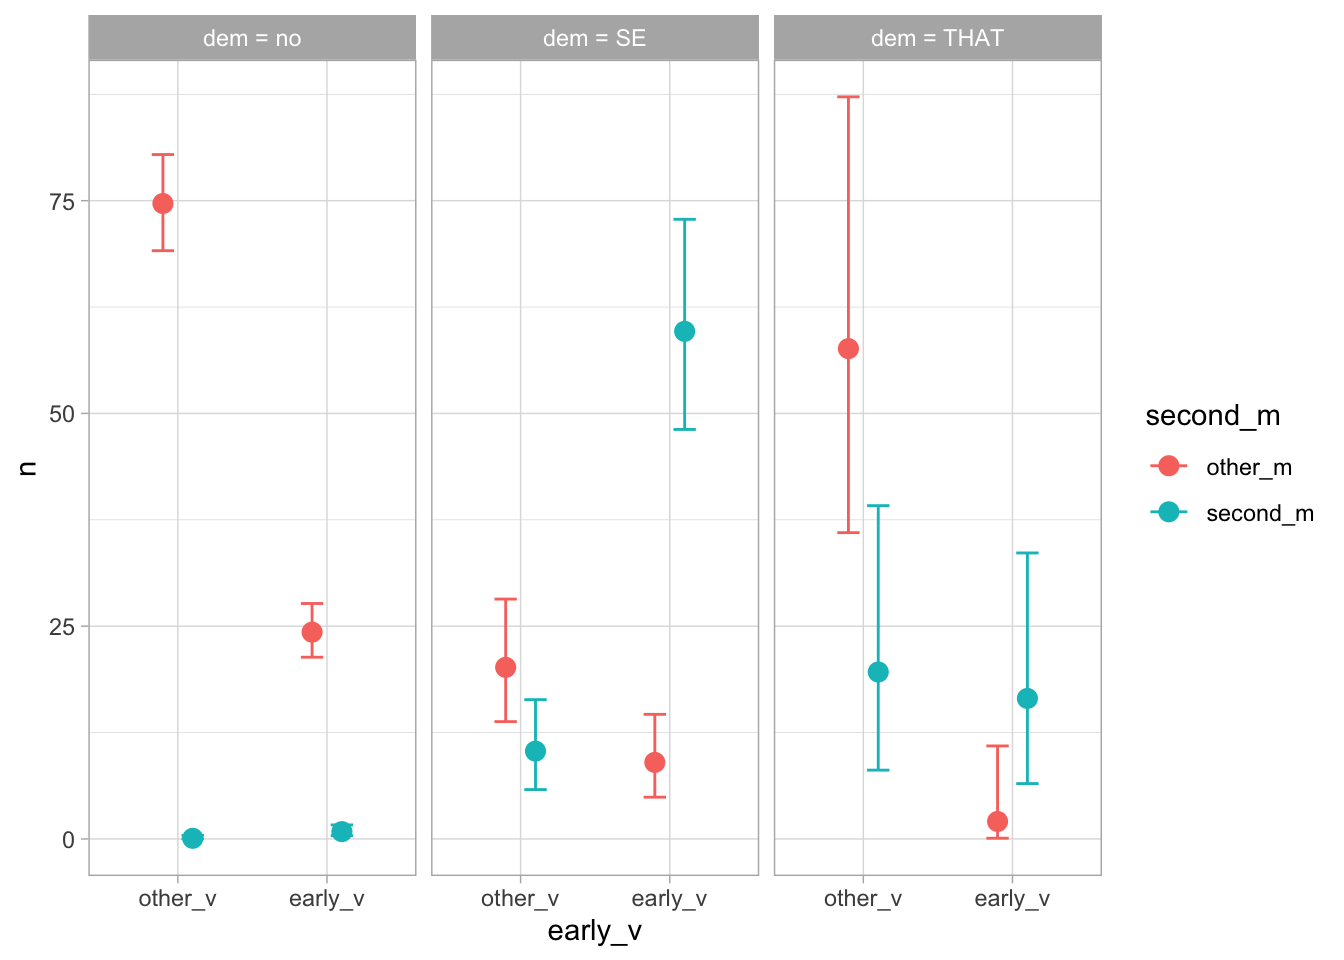 dem = no
dem = SE
dem = THAT
75
50
25
0
n
other_v
early_v
other_v
early_v
other_v
early_v
early_v
second_m
other_m
second_m